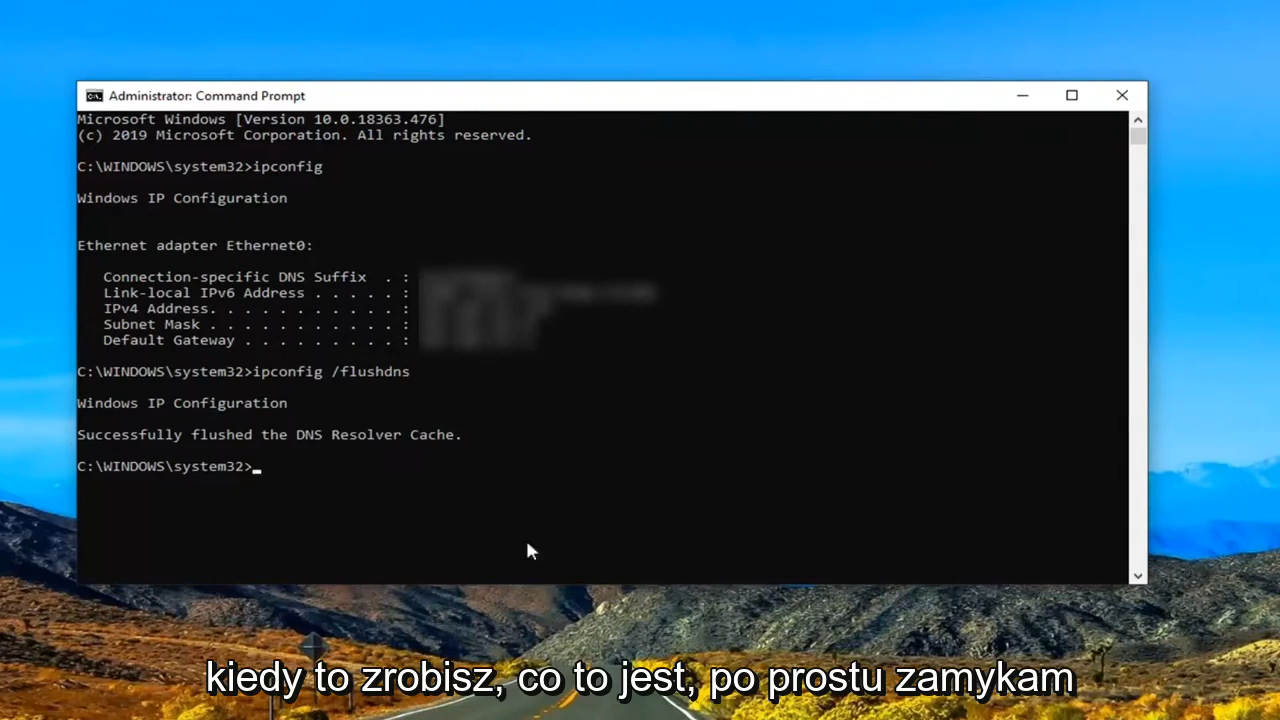 Administrator: Command Prompt
Microsoft Windows [Version 10.0.18363.476]
(c) 2019 Microsoft Corporation. All rights reserved.
C:\WINDOWS\system32>ipconfig
Windows IP Configuration
Ethernet adapter Ethernet0:
Connection-specific DNS Suffix . :
Link-local IPv6 Address . . . . . :
IPv4 Address. . . . . . . . . . . :
Subnet Mask . . . . . . . . . . . :
Default Gateway . . . . . . . . . :
C:\WINDOWS\system32>ipconfig /flushdns
Windows IP Configuration
Successfully flushed the DNS Resolver Cache.
C:\WINDOWS\system32>
kiedy to zrobisz, co to jest, po prostu zamykam